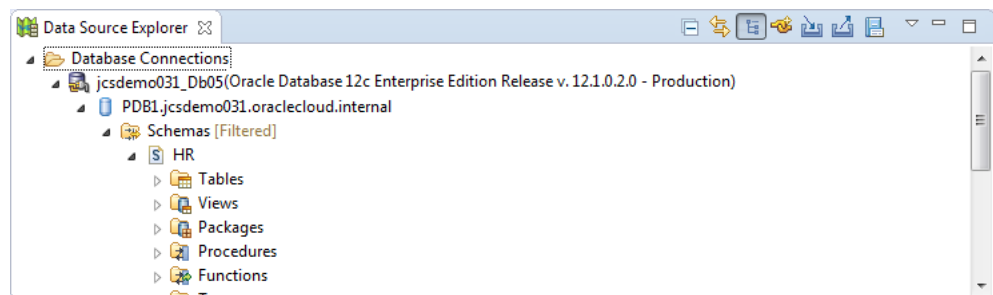 Data Source Explorer
Database Connections
jcsdemo031_Db05(Oracle Database 12c Enterprise Edition Release v. 12.1.0.2.0 - Production)
PDB1.jcsdemo031.oraclecloud.internal
Schemas [Filtered]
S HR
Tables
Views
Packages
Procedures
Functions